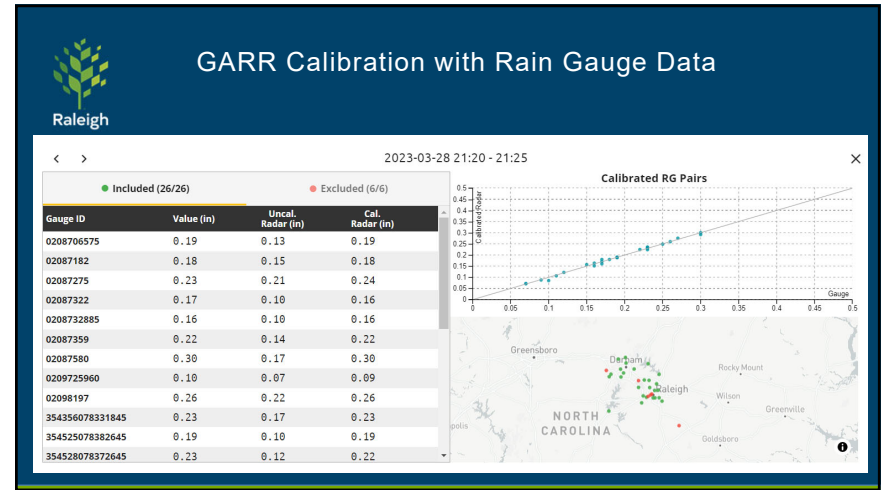 GARR Calibration with Rain Gauge Data
Raleigh
< >
2023-03-28 21:20 - 21:25
×
Included (26/26)
Excluded (6/6)
Gauge ID Value (in) Uncal. Radar (in) Cal. Radar (in)
0208706575 0.19 0.13 0.19
02087182 0.18 0.15 0.18
02087275 0.23 0.21 0.24
02087322 0.17 0.10 0.16
0208732885 0.16 0.10 0.16
02087359 0.22 0.14 0.22
02087580 0.30 0.17 0.30
0209725960 0.10 0.07 0.09
02098197 0.26 0.22 0.26
354356078331845 0.23 0.17 0.23
354525078382645 0.19 0.10 0.19
354528078372645 0.23 0.12 0.22
Calibrated RG Pairs
Calibrated Radar
0.5
0.45
0.4
0.35
0.3
0.25
0.2
0.15
0.1
0.05
0
Gauge
0 0.05 0.1 0.15 0.2 0.25 0.3 0.35 0.4 0.45 0.5
Greensboro
Durham
Rocky Mount
Raleigh
Wilson
Greenville
NORTH
CAROLINA
polis
Goldsboro
i